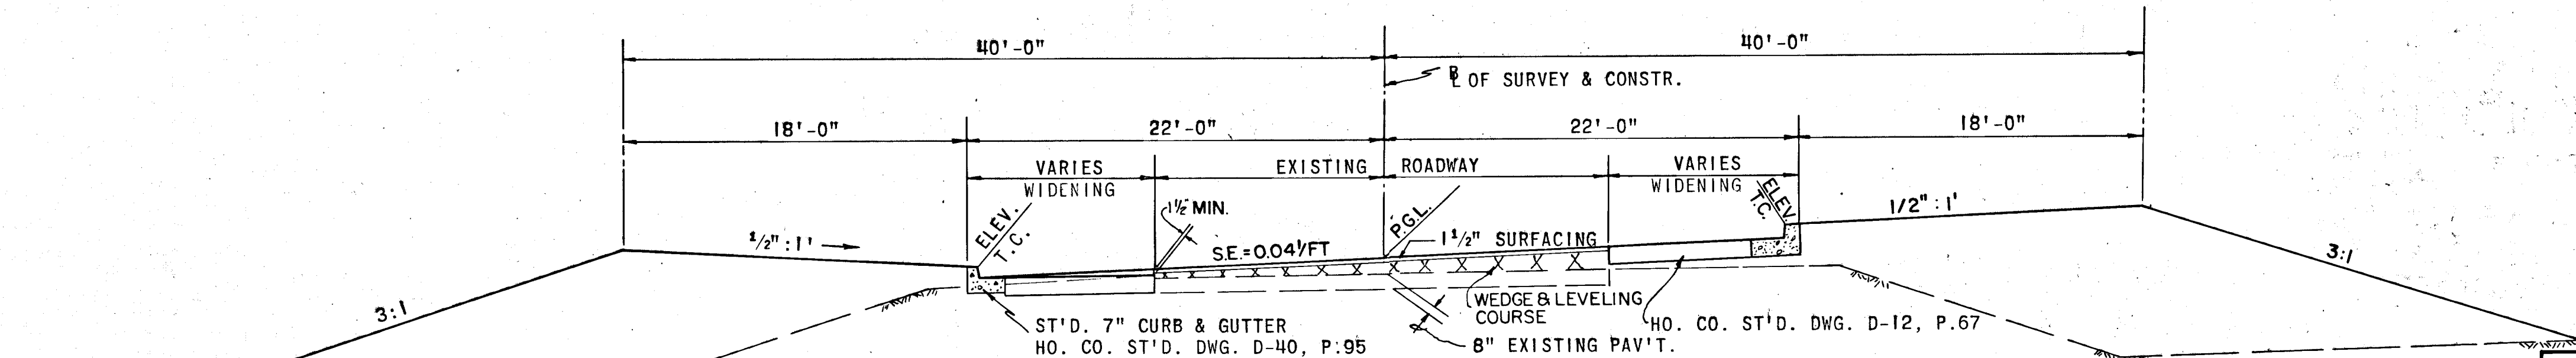 40'-0"
40'-0"
B L OF SURVEY & CONSTR.
18'-0"
22'-0"
22'-0"
18'-0"
VARIES
WIDENING
EXISTING ROADWAY
VARIES
WIDENING
ELEV.
T.C.
1½" MIN.
P.G.L.
ELEV.
T.C.
1/2" : 1'
1/2" : 1'
S.E.=0.04'/FT
1½" SURFACING
3:1
3:1
WEDGE & LEVELING
COURSE
ST'D. 7" CURB & GUTTER
HO. CO. ST'D. DWG. D-40, P.95
8" EXISTING PAV'T.
HO. CO. ST'D. DWG. D-12, P.67